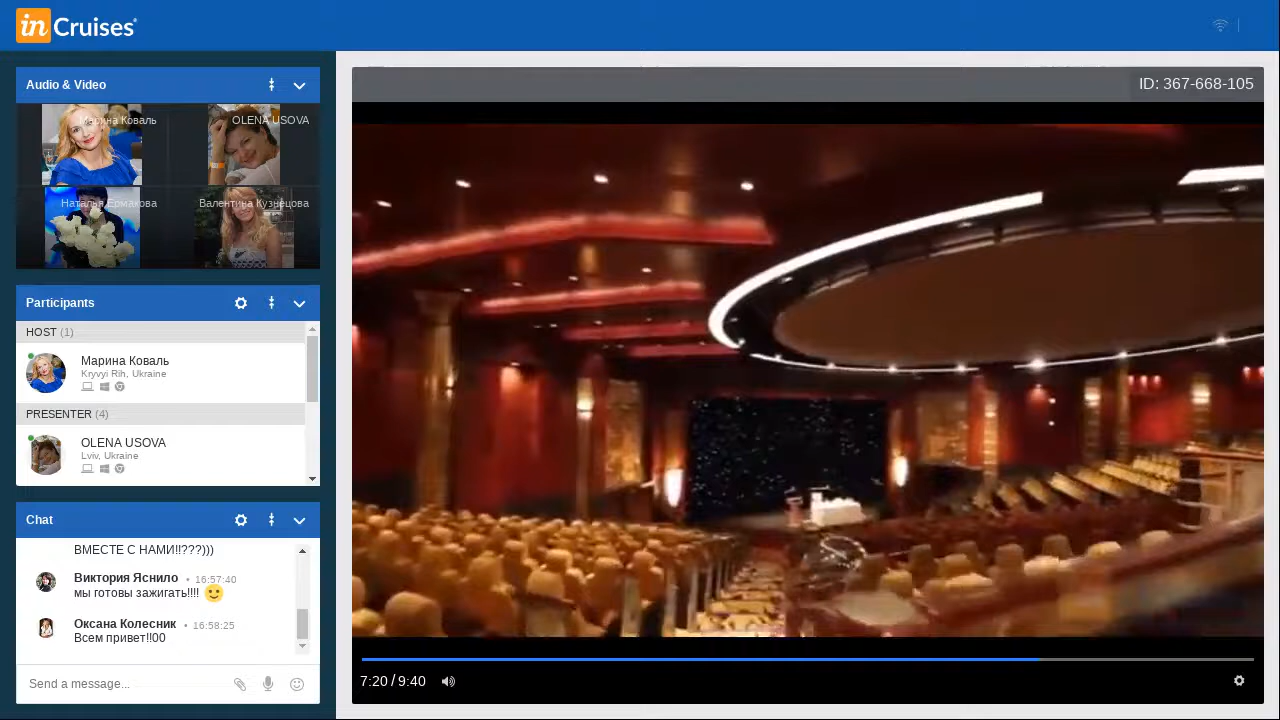 in Cruises®
Audio & Video
ID: 367-668-105
Марина Коваль
OLENA USOVA
Наталья Ермакова
Валентина Кузнецова
Participants
HOST (1)
Марина Коваль
Kryvyi Rih, Ukraine
PRESENTER (4)
OLENA USOVA
Lviv, Ukraine
Chat
ВМЕСТЕ С НАМИ!!???)))
Виктория Яснило • 16:57:40
мы готовы зажигать!!!! 🙂
Оксана Колесник • 16:58:25
Всем привет!!00
Send a message...
7:20 / 9:40